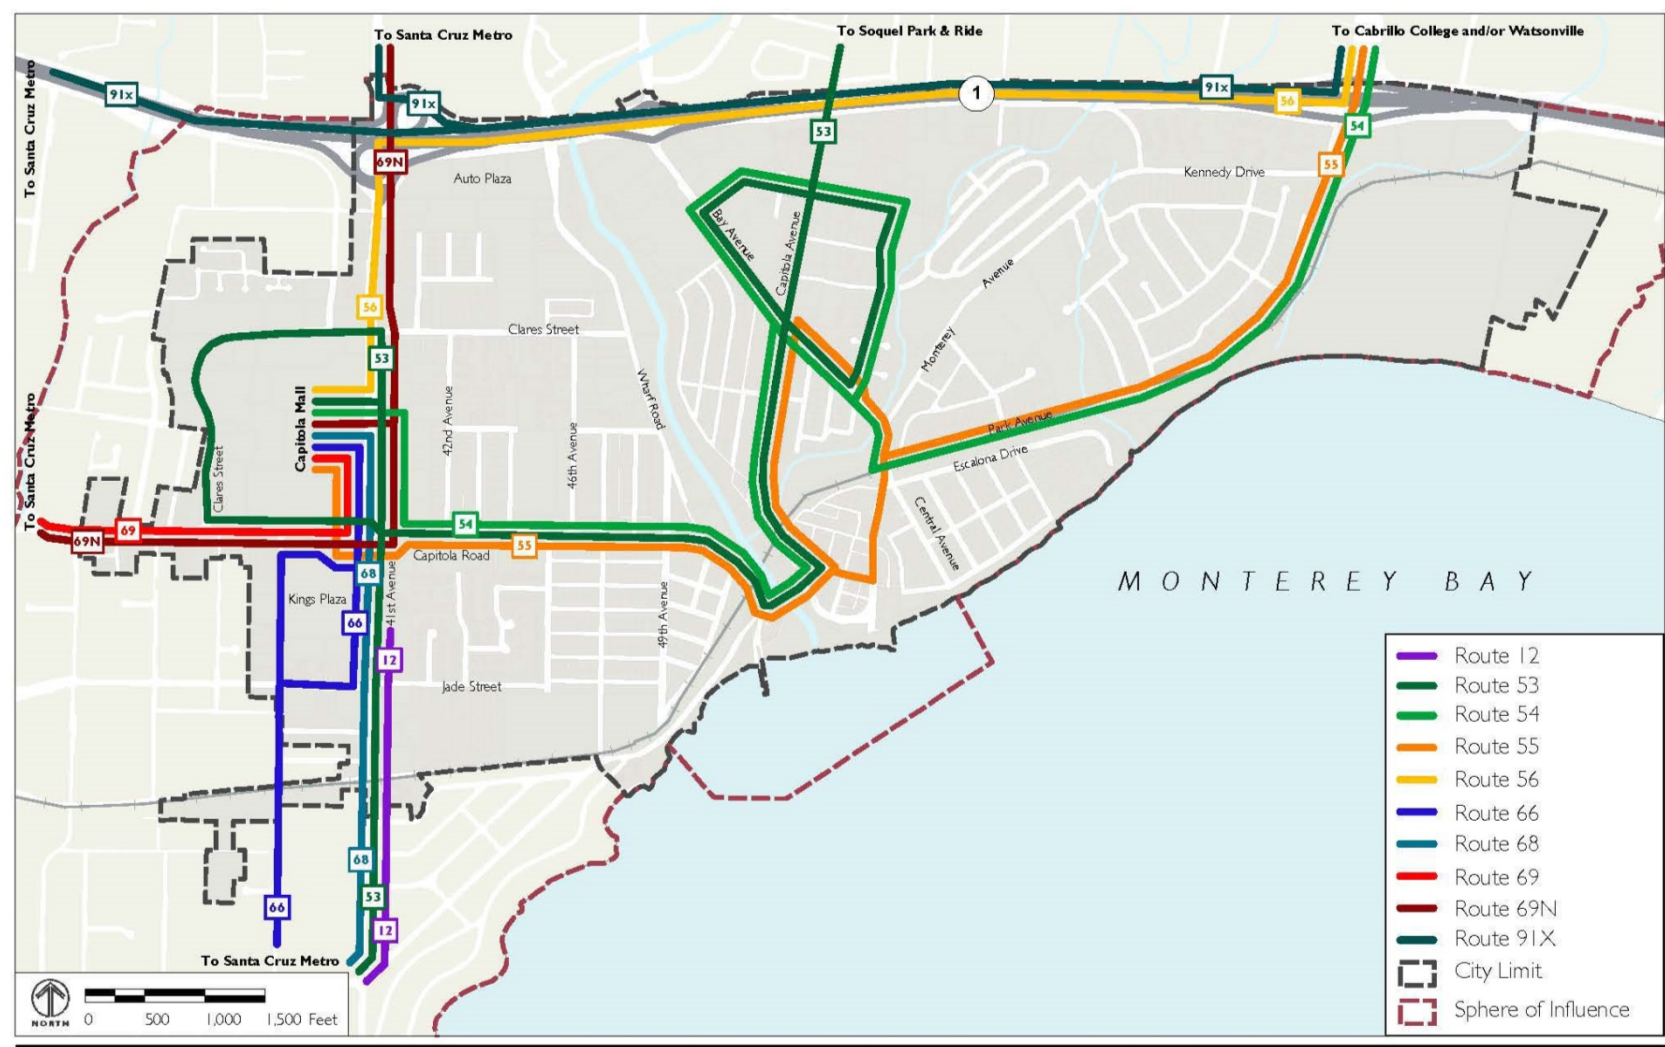 To Santa Cruz Metro
To Soquel Park & Ride
To Cabrillo College and/or Watsonville
To Santa Cruz Metro
91x
91x
1
91x
56
53
54
69N
55
Auto Plaza
Kennedy Drive
Bay Avenue
Capitola Avenue
Monterey
Avenue
56
Clares Street
53
Wharf Road
Capitola Mall
42nd Avenue
46th Avenue
Park Avenue
Escalona Drive
To Santa Cruz Metro
Clares Street
Central Avenue
69
69N
54
55
Capitola Road
68
41st Avenue
Kings Plaza
66
49th Avenue
MONTEREY BAY
12
Jade Street
68
53
66
12
To Santa Cruz Metro
NORTH
0 500 1,000 1,500 Feet
Route 12
Route 53
Route 54
Route 55
Route 56
Route 66
Route 68
Route 69
Route 69N
Route 91X
City Limit
Sphere of Influence